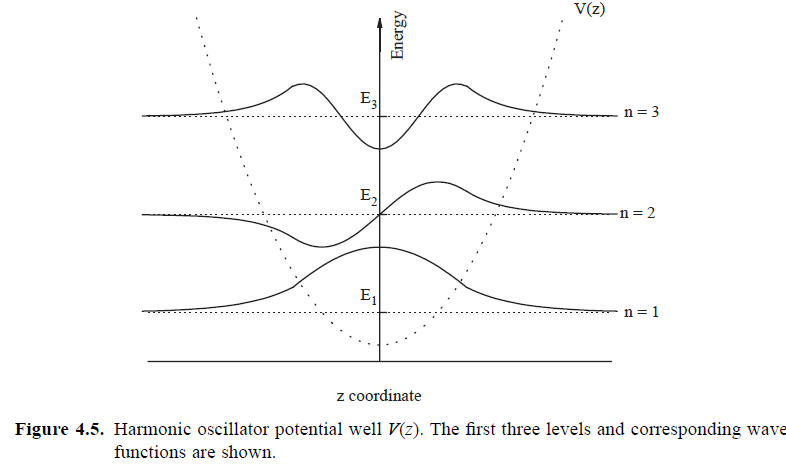 V(z)
Energy
E3
n = 3
E2
n = 2
E1
n = 1
z coordinate
Figure 4.5. Harmonic oscillator potential well V(z). The first three levels and corresponding wave
functions are shown.